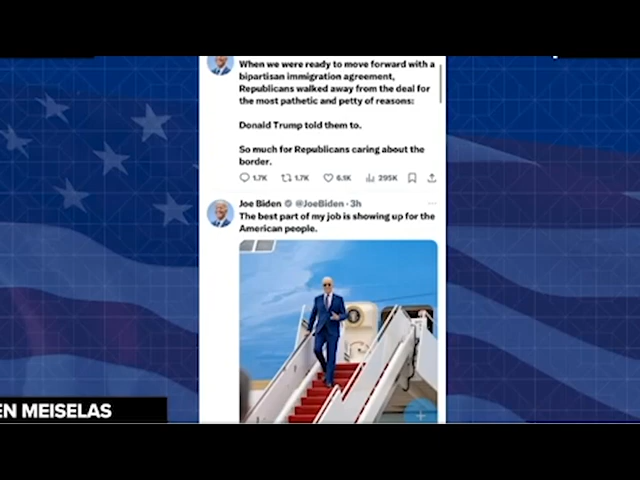 When we were ready to move forward with a
bipartisan immigration agreement,
Republicans walked away from the deal for
the most pathetic and petty of reasons:
Donald Trump told them to.
So much for Republicans caring about the
border.
1.7K 1.7K 6.1K 295K
Joe Biden @JoeBiden · 3h
The best part of my job is showing up for the
American people.
EN MEISELAS